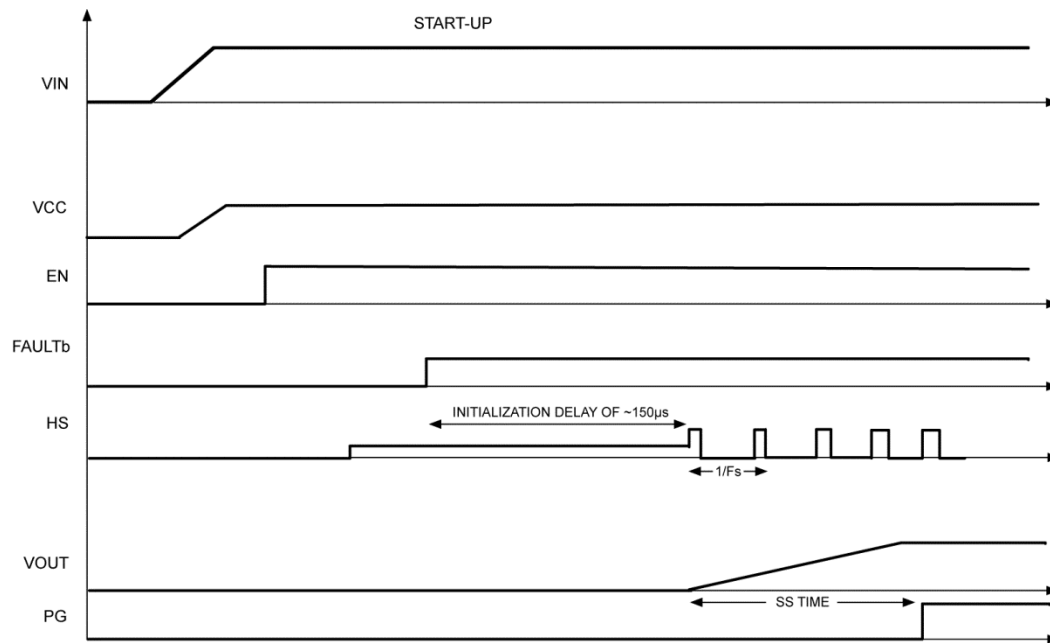 START-UP
VIN
VCC
EN
FAULTb
HS
INITIALIZATION DELAY OF ~150µs
1/Fs
VOUT
SS TIME
PG